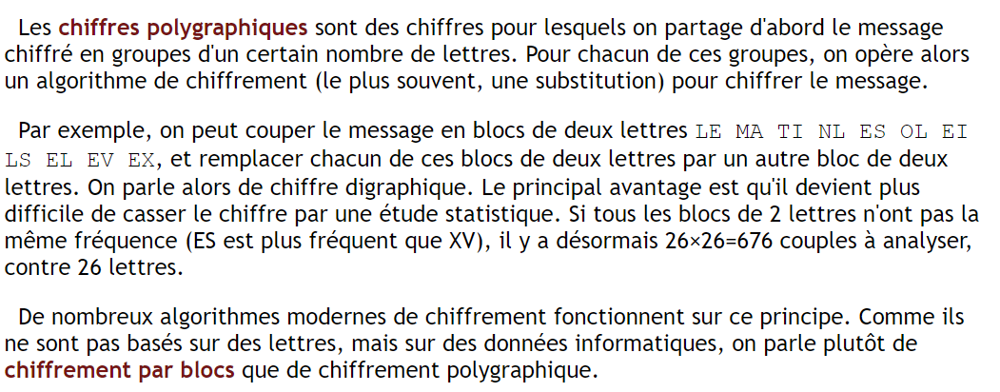 Les chiffres polygraphiques sont des chiffres pour lesquels on partage d'abord le message
chiffré en groupes d'un certain nombre de lettres. Pour chacun de ces groupes, on opère alors
un algorithme de chiffrement (le plus souvent, une substitution) pour chiffrer le message.
Par exemple, on peut couper le message en blocs de deux lettres LE MA TI NL ES OL EI
LS EL EV EX, et remplacer chacun de ces blocs de deux lettres par un autre bloc de deux
lettres. On parle alors de chiffre digraphique. Le principal avantage est qu'il devient plus
difficile de casser le chiffre par une étude statistique. Si tous les blocs de 2 lettres n'ont pas la
même fréquence (ES est plus fréquent que XV), il y a désormais 26×26=676 couples à analyser,
contre 26 lettres.
De nombreux algorithmes modernes de chiffrement fonctionnent sur ce principe. Comme ils
ne sont pas basés sur des lettres, mais sur des données informatiques, on parle plutôt de
chiffrement par blocs que de chiffrement polygraphique.